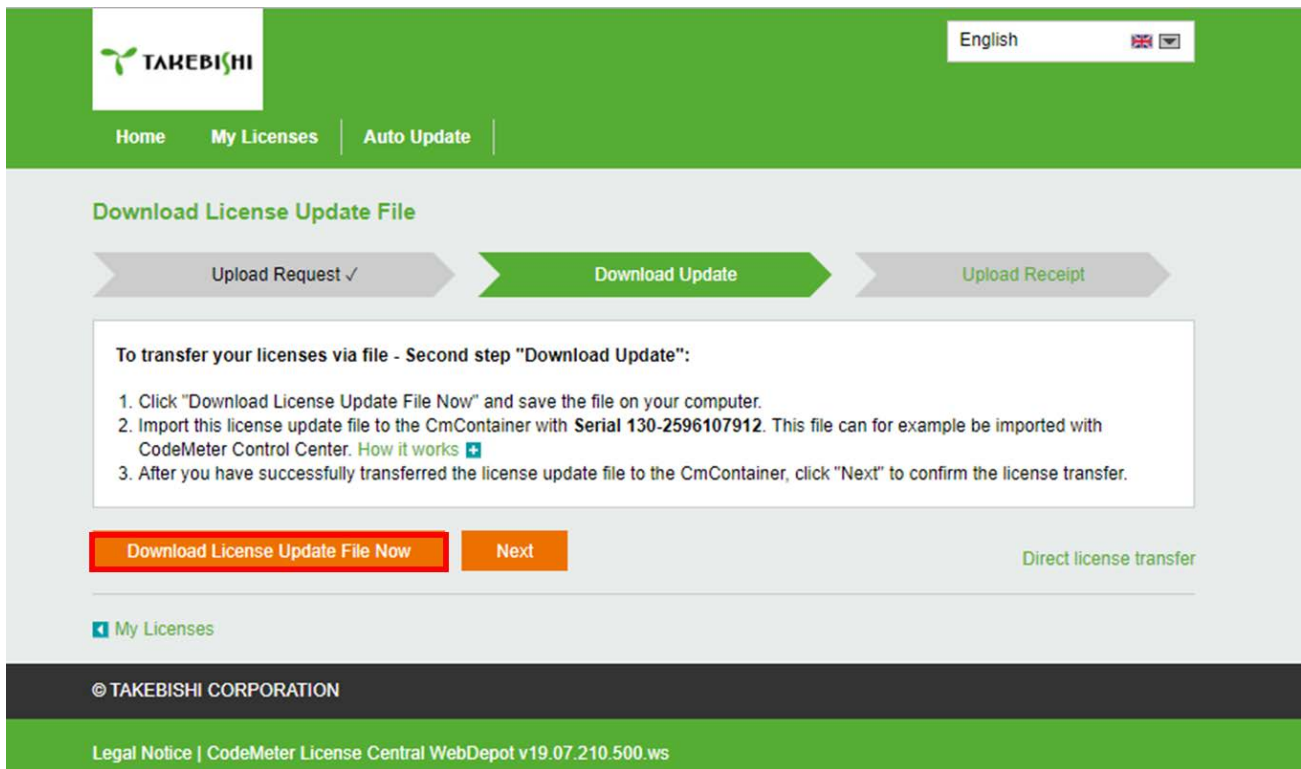 TAKEBISHI
English
Home My Licenses Auto Update
Download License Update File
Upload Request ✓ Download Update Upload Receipt
To transfer your licenses via file - Second step "Download Update":
1. Click "Download License Update File Now" and save the file on your computer.
2. Import this license update file to the CmContainer with Serial 130-2596107912. This file can for example be imported with
CodeMeter Control Center. How it works
3. After you have successfully transferred the license update file to the CmContainer, click "Next" to confirm the license transfer.
Download License Update File Now Next
Direct license transfer
My Licenses
© TAKEBISHI CORPORATION
Legal Notice | CodeMeter License Central WebDepot v19.07.210.500.ws